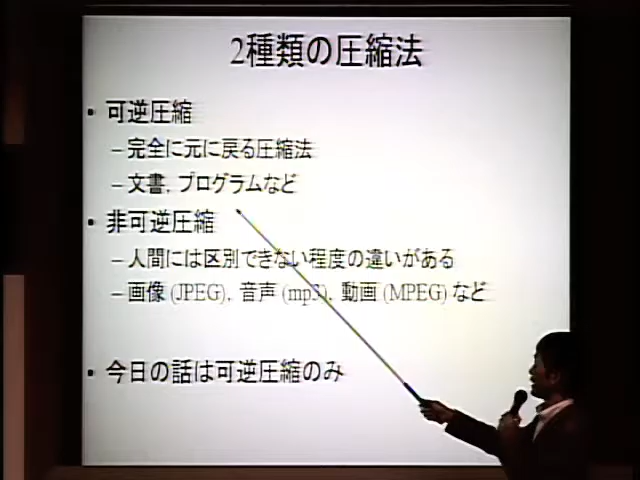 2種類の圧縮法
• 可逆圧縮
– 完全に元に戻る圧縮法
– 文書, プログラムなど
• 非可逆圧縮
– 人間には区別できない程度の違いがある
– 画像 (JPEG), 音声 (mp3), 動画 (MPEG) など
• 今日の話は可逆圧縮のみ